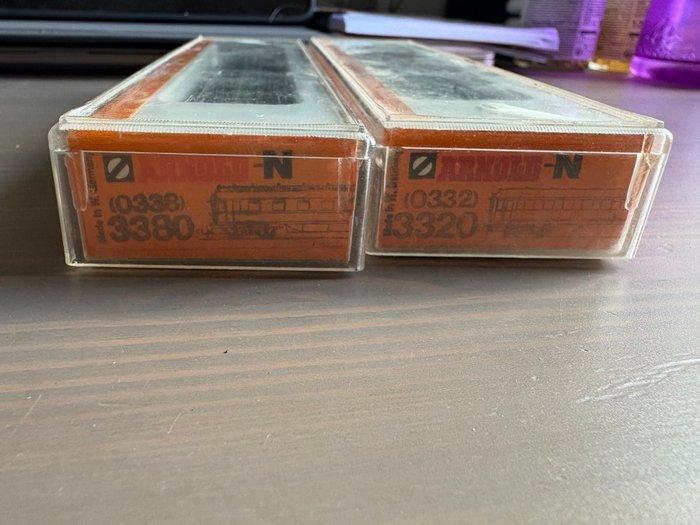 ARNOLD-N
Made in W. Germany
(0338)
3380
ARNOLD-N
Made in W. Germany
(0332)
3320